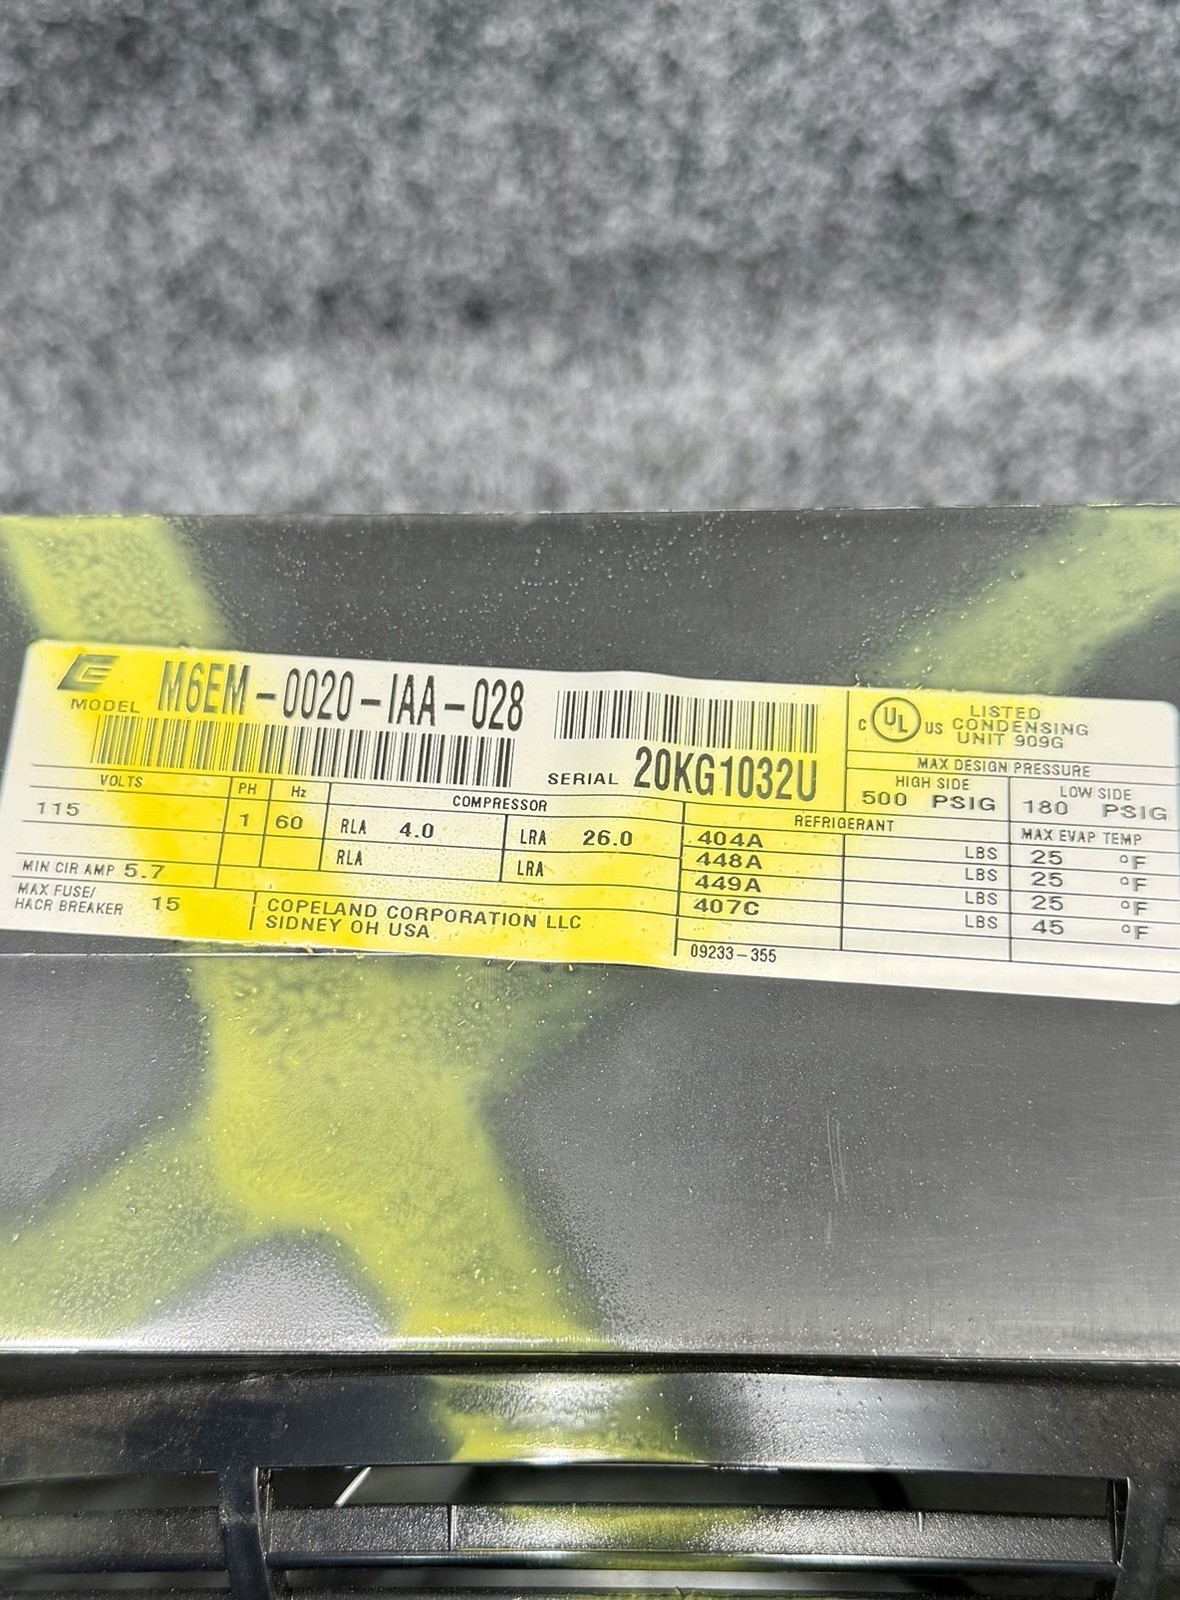 MODEL M6EM-0020-IAA-028
SERIAL 20KG1032U
C UL US LISTED
CONDENSING
UNIT 909G
MAX DESIGN PRESSURE
HIGH SIDE LOW SIDE
500 PSIG 180 PSIG
VOLTS PH Hz COMPRESSOR REFRIGERANT MAX EVAP TEMP
115 1 60 RLA 4.0 LRA 26.0 404A LBS 25 °F
RLA LRA 448A LBS 25 °F
449A LBS 25 °F
407C LBS 45 °F
MIN CIR AMP 5.7
MAX FUSE/
HACR BREAKER 15
COPELAND CORPORATION LLC
SIDNEY OH USA
09233-355